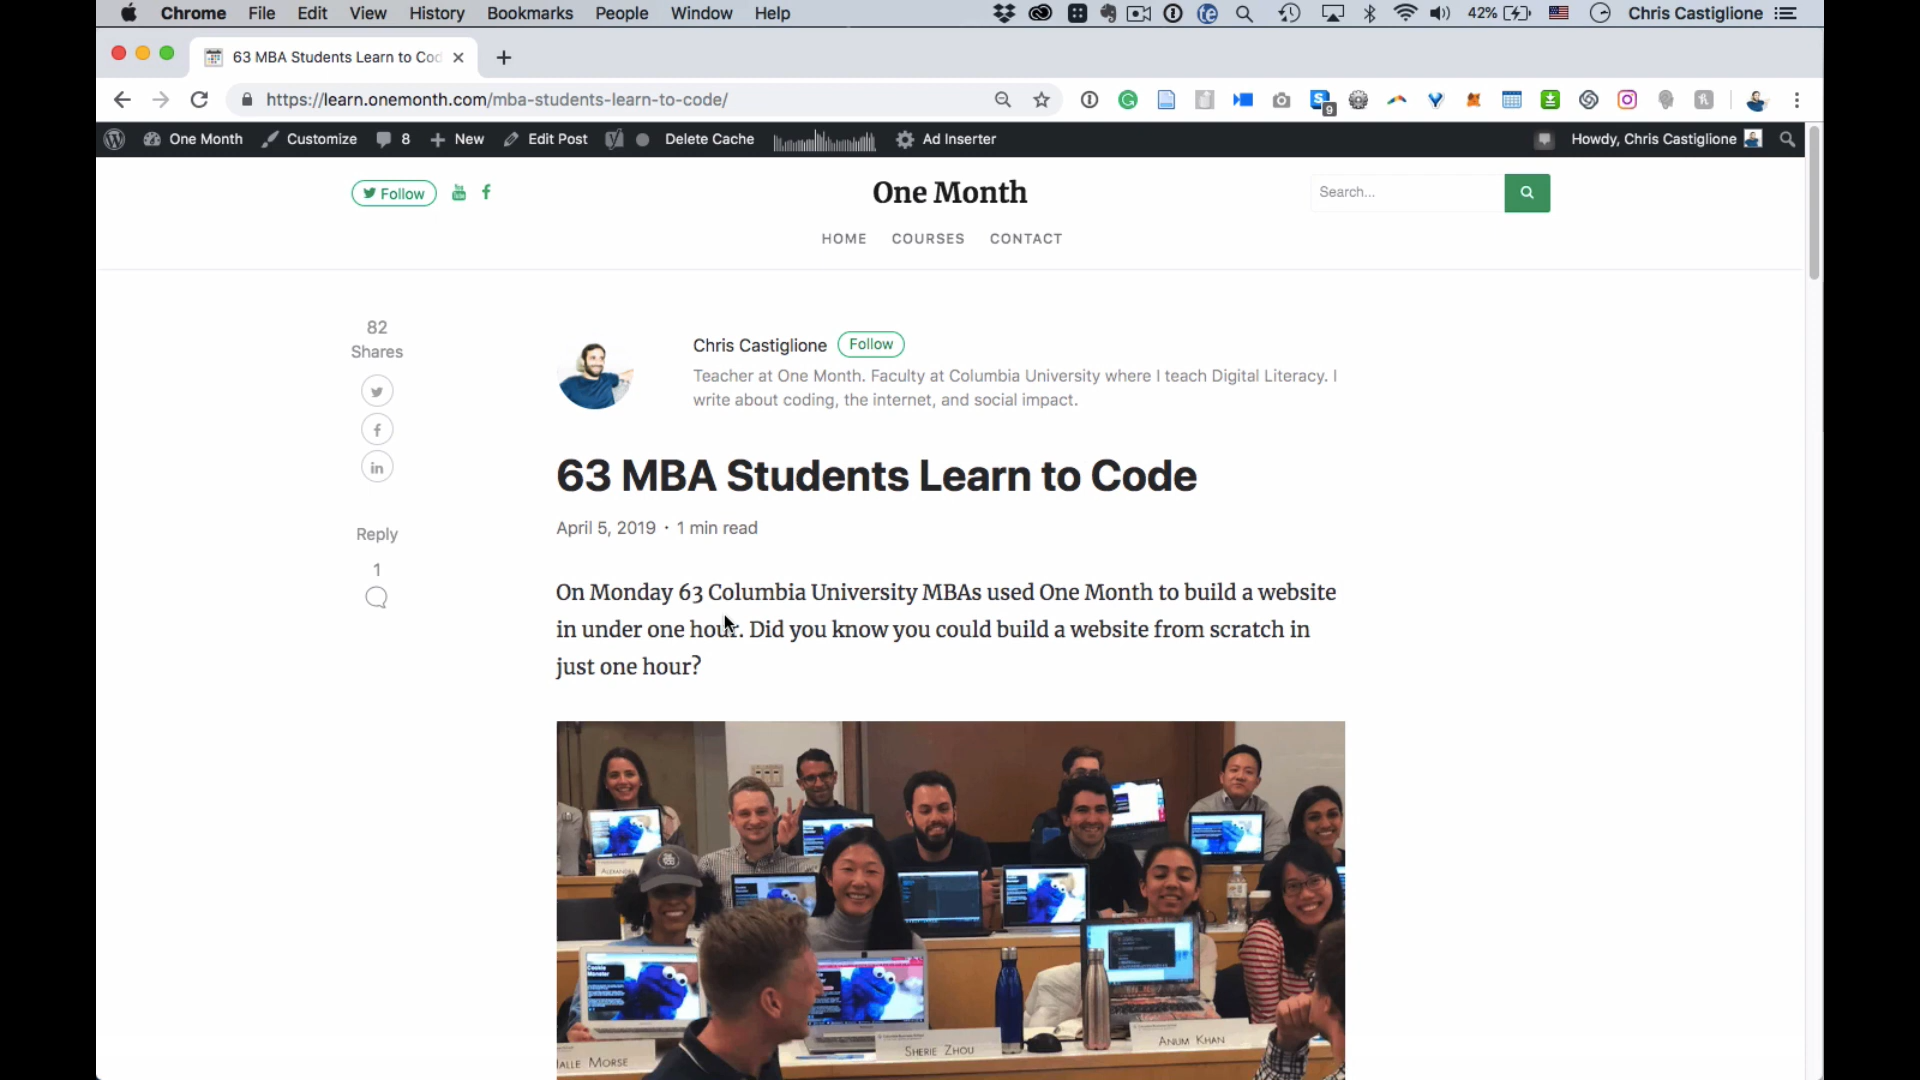 Chrome File Edit View History Bookmarks People Window Help 42% Chris Castiglione
63 MBA Students Learn to Cod
https://learn.onemonth.com/mba-students-learn-to-code/
9
One Month Customize 8 New Edit Post Delete Cache Ad Inserter Howdy, Chris Castiglione
Follow
One Month
Search...
HOME COURSES CONTACT
82
Shares
Reply
1
Chris Castiglione Follow
Teacher at One Month. Faculty at Columbia University where I teach Digital Literacy. I
write about coding, the internet, and social impact.
63 MBA Students Learn to Code
April 5, 2019 · 1 min read
On Monday 63 Columbia University MBAs used One Month to build a website
in under one hour. Did you know you could build a website from scratch in
just one hour?
Cookie
Monster
ALLE MORSE
SHERIE ZHOU
ANUM KHAN